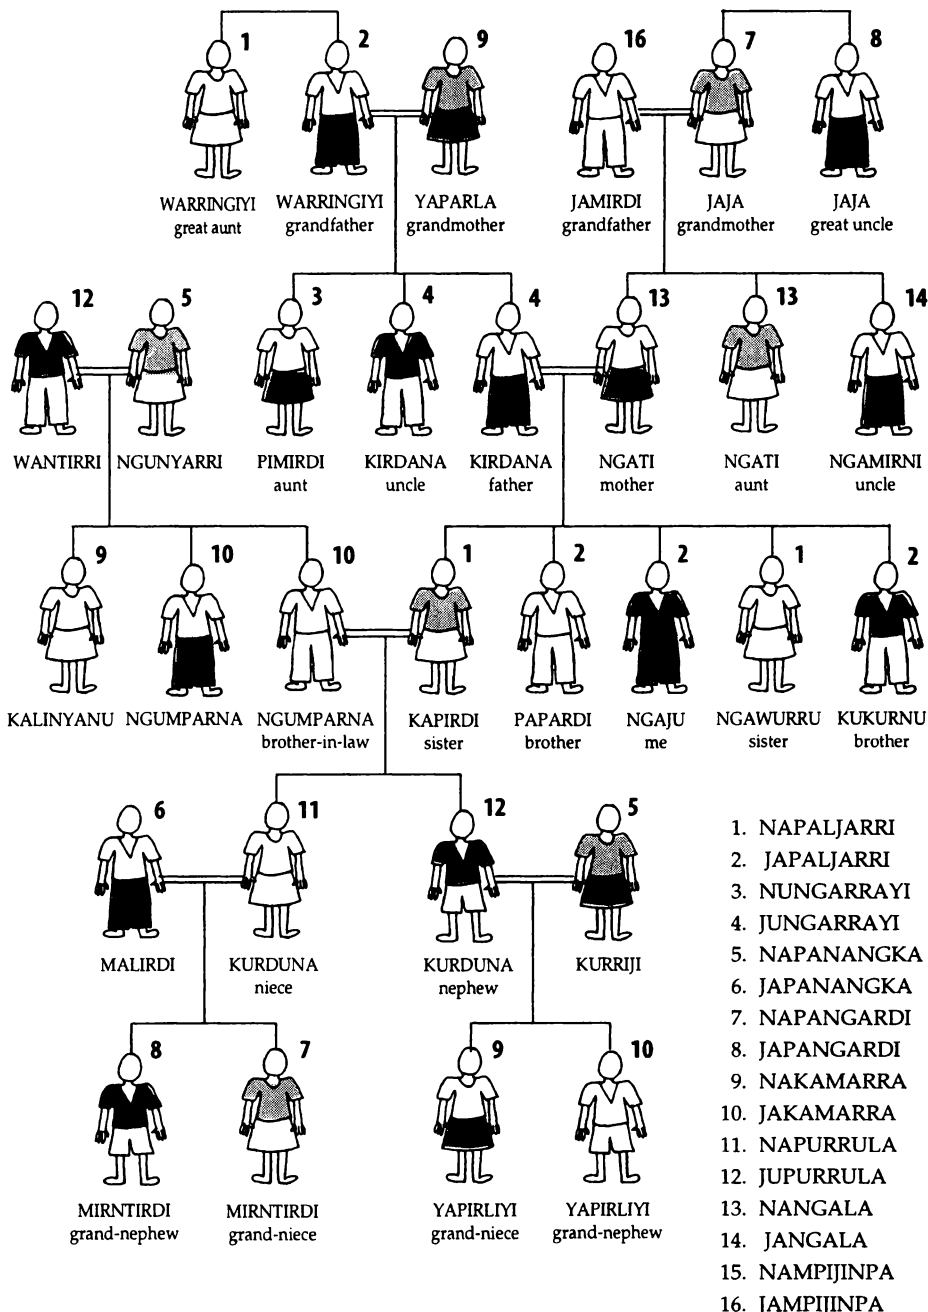 1 2 9 16 7 8
WARRINGIYI WARRINGIYI YAPARLA JAMIRDI JAJA JAJA
great aunt grandfather grandmother grandfather grandmother great uncle
12 5 3 4 4 13 13 14
WANTIRRI NGUNYARRI PIMIRDI KIRDANA KIRDANA NGATI NGATI NGAMIRNI
aunt uncle father mother aunt uncle
9 10 10 1 2 2 1 2
KALINYANU NGUMPARNA NGUMPARNA KAPIRDI PAPARDI NGAJU NGAWURRU KUKURNU
brother-in-law sister brother me sister brother
6 11 12 5
MALIRDI KURDUNA KURDUNA KURRIJI
niece nephew
8 7 9 10
MIRNTIRDI MIRNTIRDI YAPIRLIYI YAPIRLIYI
grand-nephew grand-niece grand-niece grand-nephew
1. NAPALJARRI
2. JAPALJARRI
3. NUNGARRAYI
4. JUNGARRAYI
5. NAPANANGKA
6. JAPANANGKA
7. NAPANGARDI
8. JAPANGARDI
9. NAKAMARRA
10. JAKAMARRA
11. NAPURRULA
12. JUPURRULA
13. NANGALA
14. JANGALA
15. NAMPIJINPA
16. JAMPIJINPA